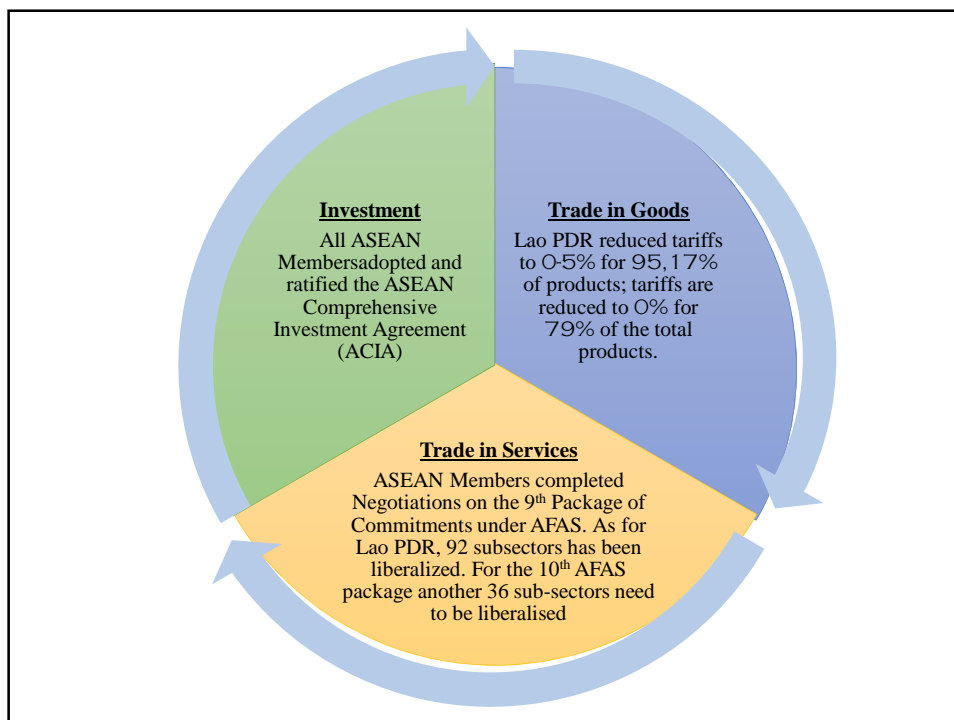 Investment
All ASEAN
Membersadopted and
ratified the ASEAN
Comprehensive
Investment Agreement
(ACIA)
Trade in Goods
Lao PDR reduced tariffs
to 0-5% for 95,17%
of products; tariffs are
reduced to 0% for
79% of the total
products.
Trade in Services
ASEAN Members completed
Negotiations on the 9th Package of
Commitments under AFAS. As for
Lao PDR, 92 subsectors has been
liberalized. For the 10th AFAS
package another 36 sub-sectors need
to be liberalised